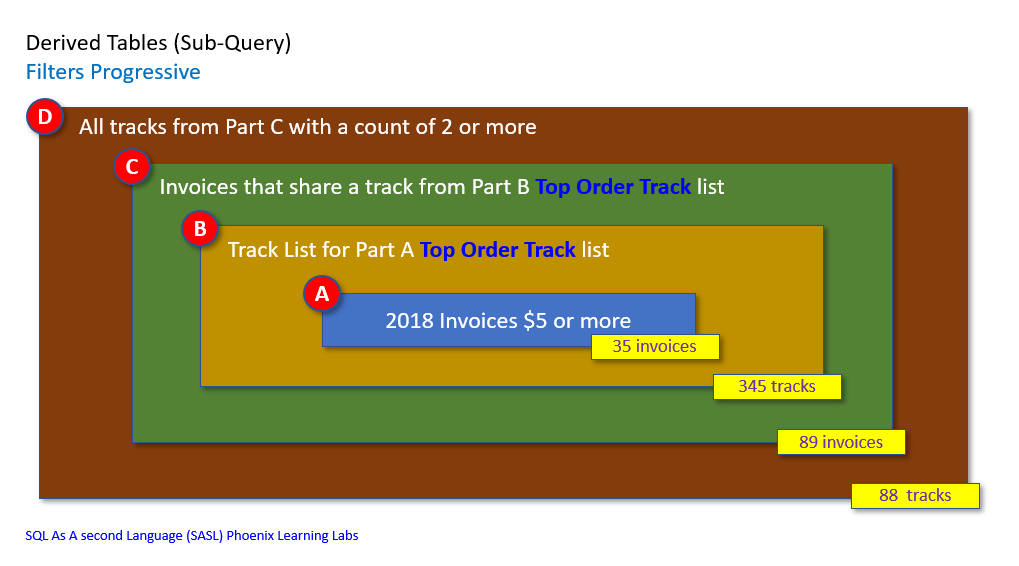 Derived Tables (Sub-Query)
Filters Progressive
D
All tracks from Part C with a count of 2 or more
C
Invoices that share a track from Part B Top Order Track list
B
Track List for Part A Top Order Track list
A
2018 Invoices $5 or more
35 invoices
345 tracks
89 invoices
88 tracks
SQL As A second Language (SASL) Phoenix Learning Labs